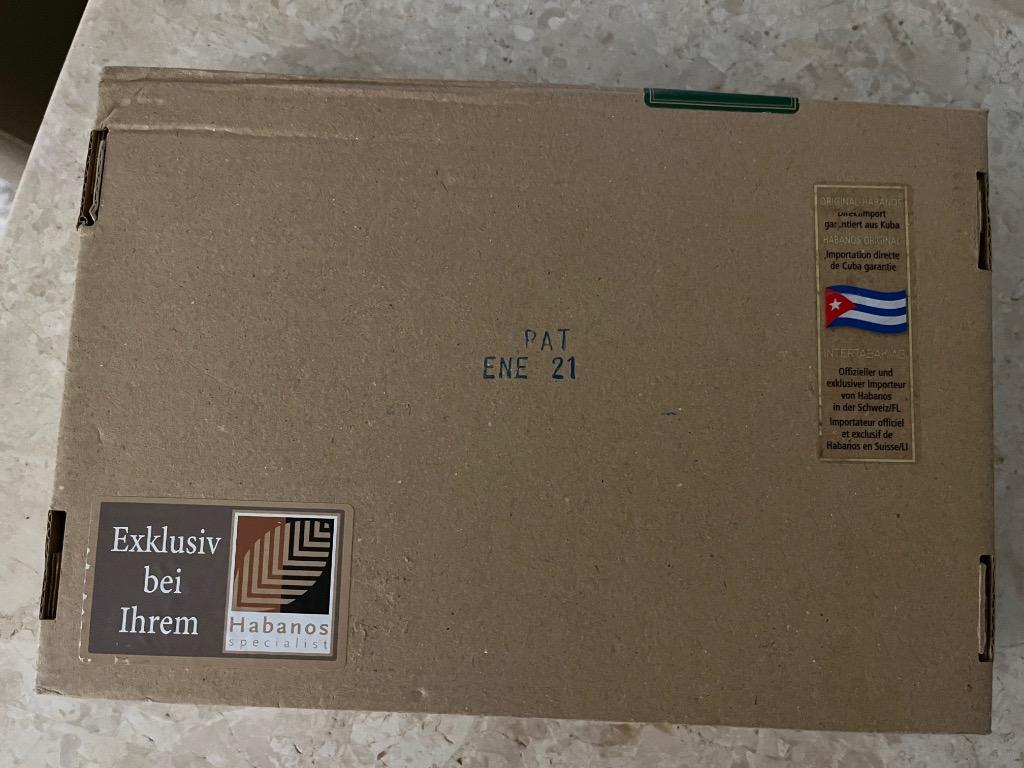 ORIGINAL-HABANOS
Direktimport
garantiert aus Kuba
HABANOS ORIGINAL
Importation directe
de Cuba garantie
INTERTABAK AG
Offizieller und
exklusiver Importeur
von Habanos
in der Schweiz/FL
Importateur officiel
et exclusif de
Habanos en Suisse/LI
PAT
ENE 21
Exklusiv
bei
Ihrem
Habanos
specialist